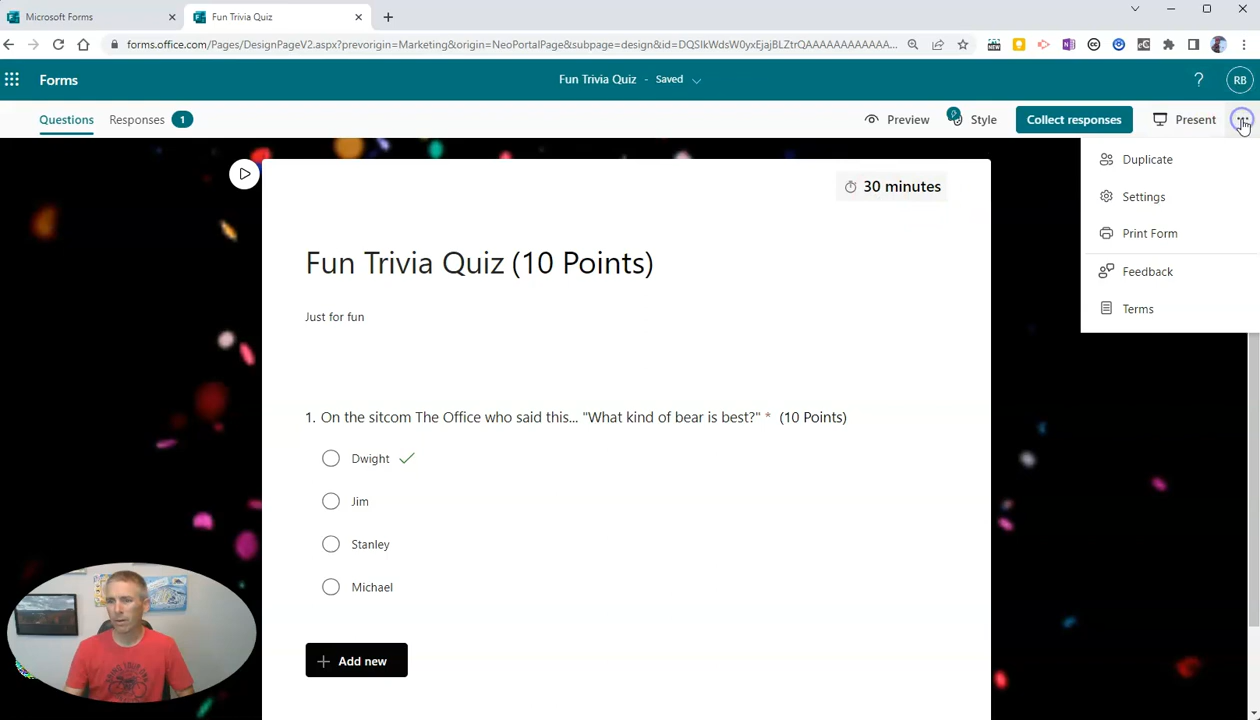 Microsoft Forms
Fun Trivia Quiz
forms.office.com/Pages/DesignPageV2.aspx?prevorigin=Marketing&origin=NeoPortalPage&subpage=design&id=DQSIkWdsW0yxEjajBLZtrQAAAAAAAAAAAA...
Forms
Fun Trivia Quiz - Saved
? RB
Questions
Responses 1
Preview
Style
Collect responses
Present
Duplicate
Settings
Print Form
Feedback
Terms
30 minutes
Fun Trivia Quiz (10 Points)
Just for fun
1. On the sitcom The Office who said this... "What kind of bear is best?" * (10 Points)
Dwight
Jim
Stanley
Michael
+ Add new